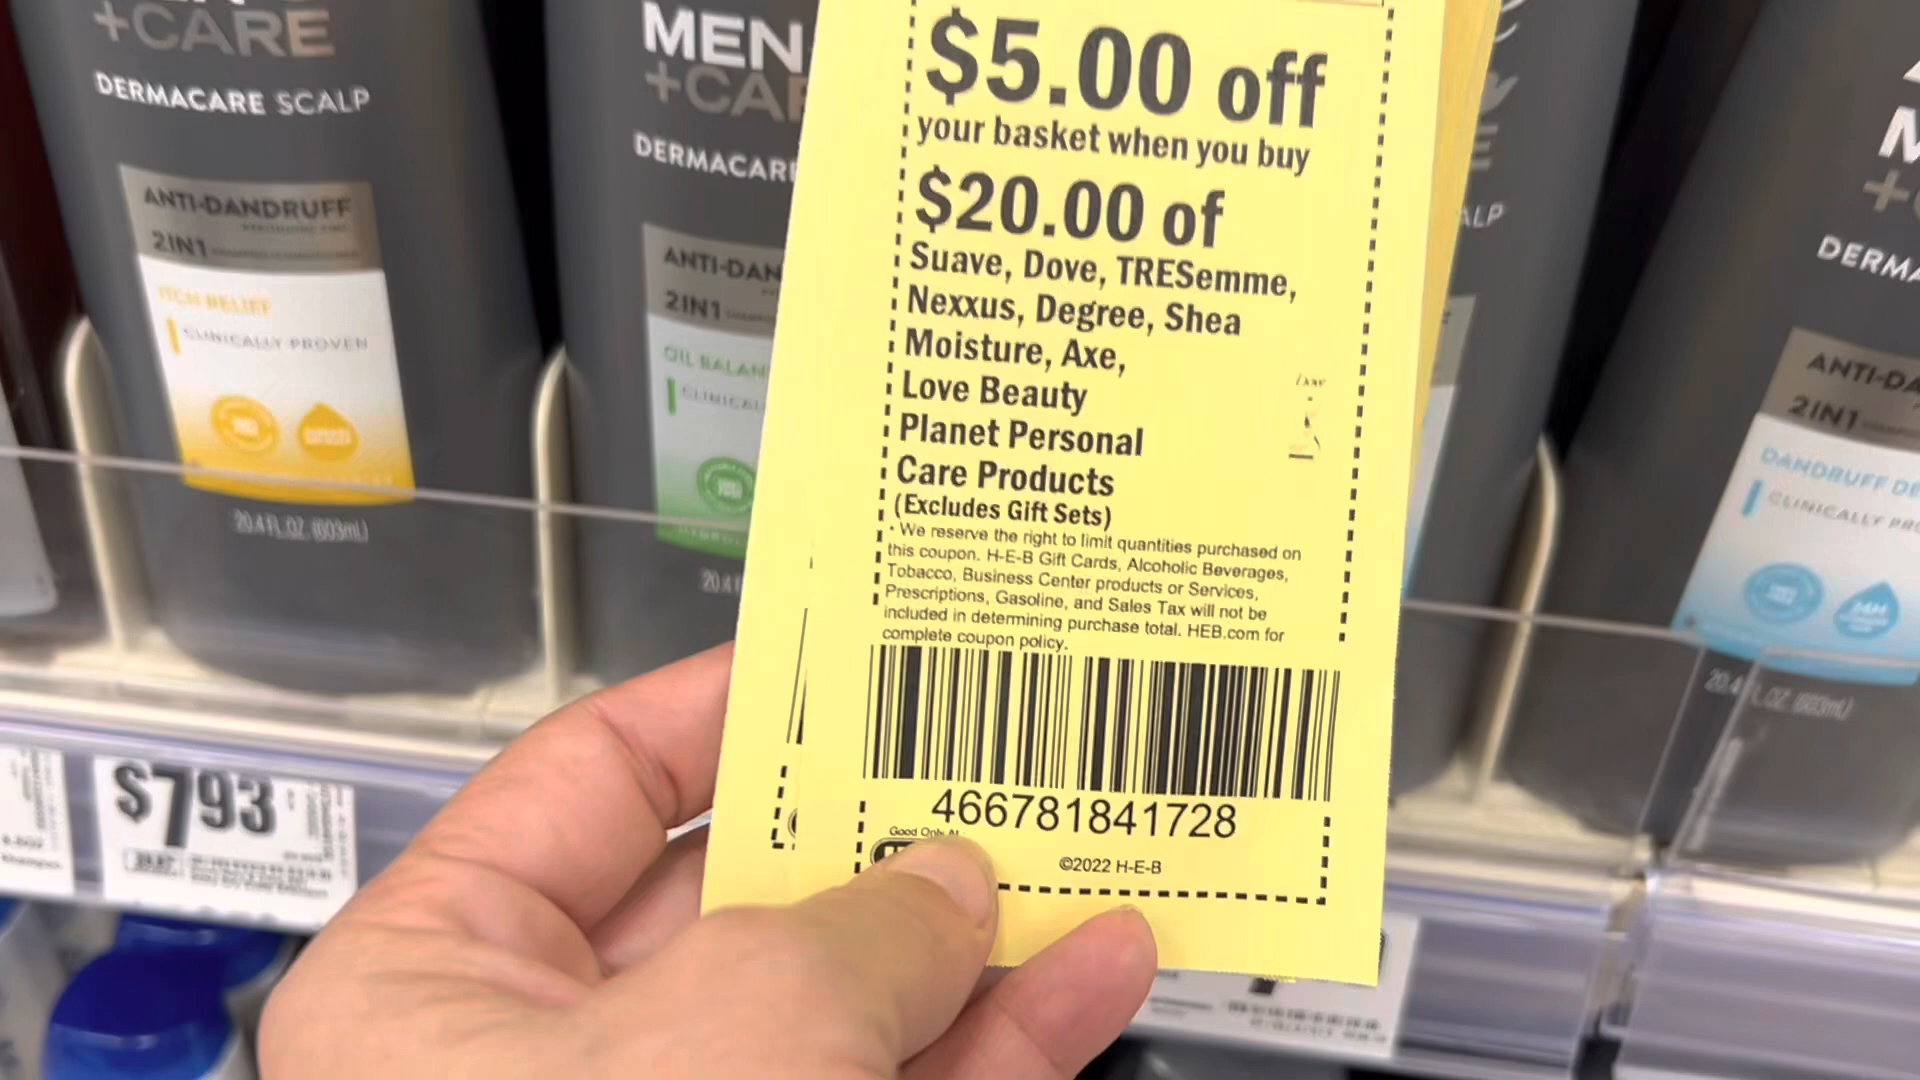 +CARE
DERMACARE SCALP
ANTI-DANDRUFF
2IN1
ITCH RELIEF
CLINICALLY PROVEN
20.4 FL. OZ. (603mL)
MEN
DERMACARE
2IN1
$5.00 off
your basket when you buy
$20.00 of
Suave, Dove, TRESemme,
Nexxus, Degree, Shea
Moisture, Axe,
Love Beauty
Planet Personal
Care Products
(Excludes Gift Sets)
• We reserve the right to limit quantities purchased on
this coupon. H-E-B Gift Cards, Alcoholic Beverages,
Tobacco, Business Center products or Services,
Prescriptions, Gasoline, and Sales Tax will not be
included in determining purchase total. HEB.com for
complete coupon policy.
466781841728
Good Only
©2022 H-E-B
2IN1
DANDRUFF
CLINICALLY
$793